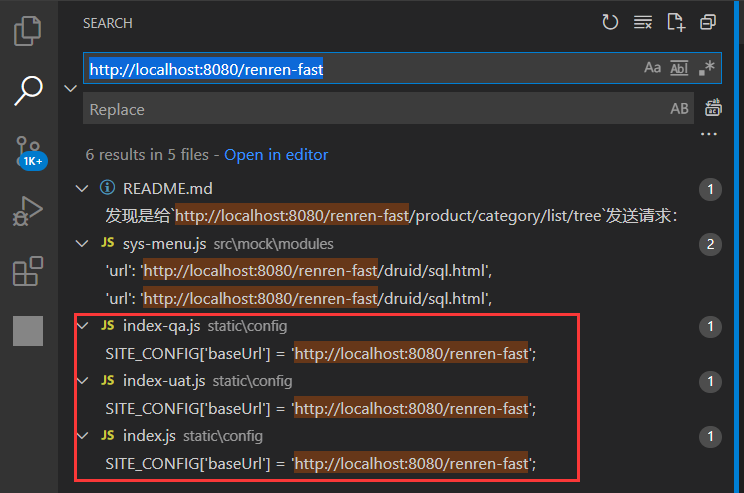 SEARCH
http://localhost:8080/renren-fast
Aa Abl .*
Replace
AB
...
6 results in 5 files - Open in editor
1K+
README.md
1
发现是给`http://localhost:8080/renren-fast/product/category/list/tree`发送请求:
JS sys-menu.js src\mock\modules
2
'url': 'http://localhost:8080/renren-fast/druid/sql.html',
'url': 'http://localhost:8080/renren-fast/druid/sql.html',
JS index-qa.js static\config
1
SITE_CONFIG['baseUrl'] = 'http://localhost:8080/renren-fast';
JS index-uat.js static\config
1
SITE_CONFIG['baseUrl'] = 'http://localhost:8080/renren-fast';
JS index.js static\config
1
SITE_CONFIG['baseUrl'] = 'http://localhost:8080/renren-fast';